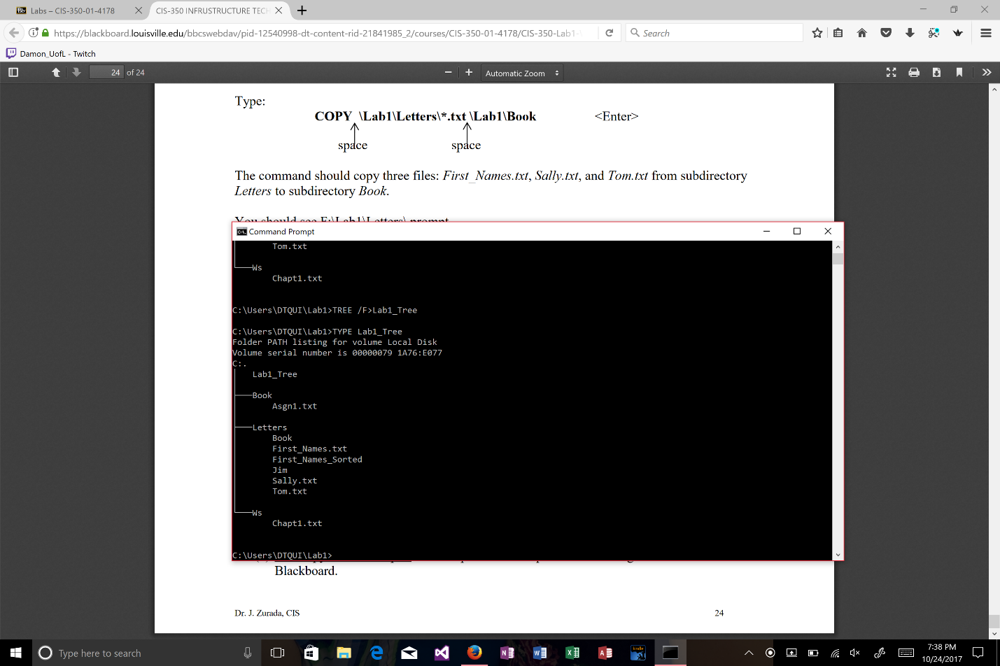 Labs – CIS-350-01-4178
CIS-350 INFRUSTRUCTURE TECH
https://blackboard.louisville.edu/bbcswebdav/pid-12540998-dt-content-rid-21841985_2/courses/CIS-350-01-4178/CIS-350-Lab1-
Search
Damon_UofL - Twitch
24 of 24
Automatic Zoom
Type:
COPY \Lab1\Letters\*.txt \Lab1\Book <Enter>
space space
The command should copy three files: First_Names.txt, Sally.txt, and Tom.txt from subdirectory
Letters to subdirectory Book.
You should see F:\Lab1\Letters\ prompt
Command Prompt
Tom.txt
Ws
Chapt1.txt
C:\Users\DTQUI\Lab1>TREE /F>Lab1_Tree
C:\Users\DTQUI\Lab1>TYPE Lab1_Tree
Folder PATH listing for volume Local Disk
Volume serial number is 00000079 1A76:E077
C:.
Lab1_Tree
Book
Asgn1.txt
Letters
Book
First_Names.txt
First_Names_Sorted
Jim
Sally.txt
Tom.txt
Ws
Chapt1.txt
C:\Users\DTQUI\Lab1>
Blackboard.
Dr. J. Zurada, CIS 24
Type here to search
7:38 PM
10/24/2017